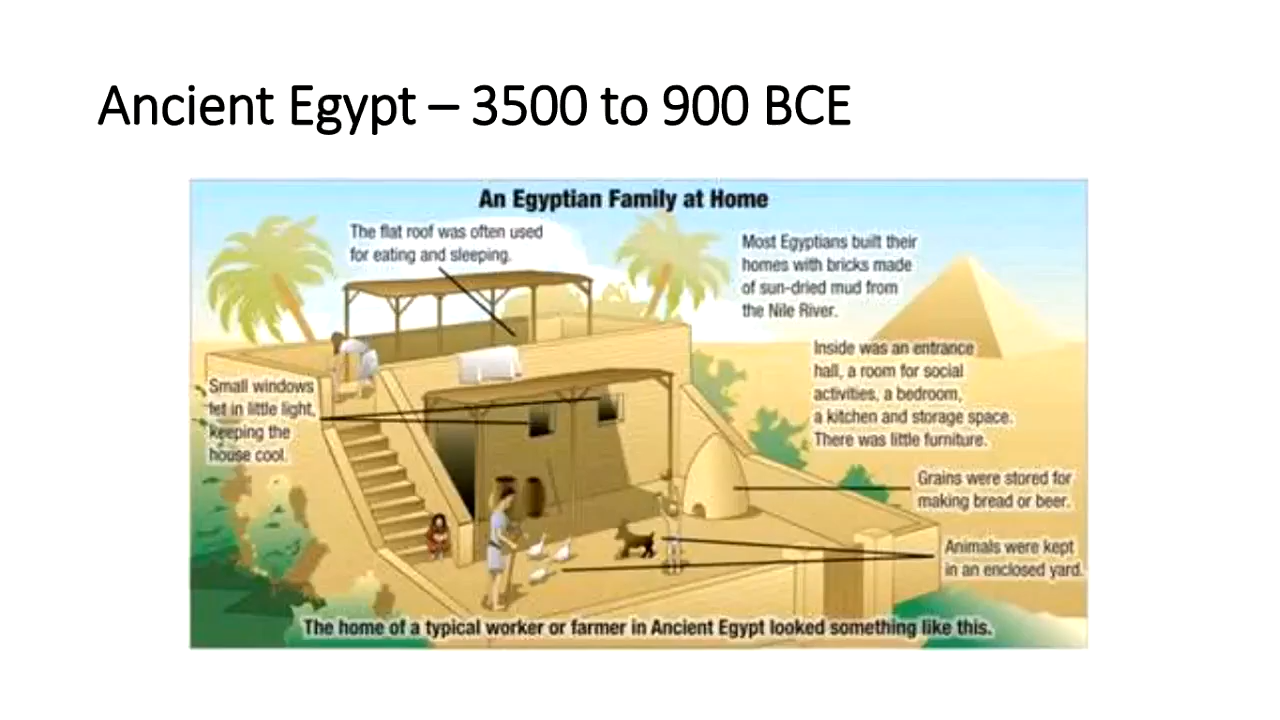 Ancient Egypt – 3500 to 900 BCE
An Egyptian Family at Home
The flat roof was often used
for eating and sleeping.
Most Egyptians built their
homes with bricks made
of sun-dried mud from
the Nile River.
Inside was an entrance
hall, a room for social
activities, a bedroom,
a kitchen and storage space.
There was little furniture.
Small windows
let in little light,
keeping the
house cool.
Grains were stored for
making bread or beer.
Animals were kept
in an enclosed yard.
The home of a typical worker or farmer in Ancient Egypt looked something like this.